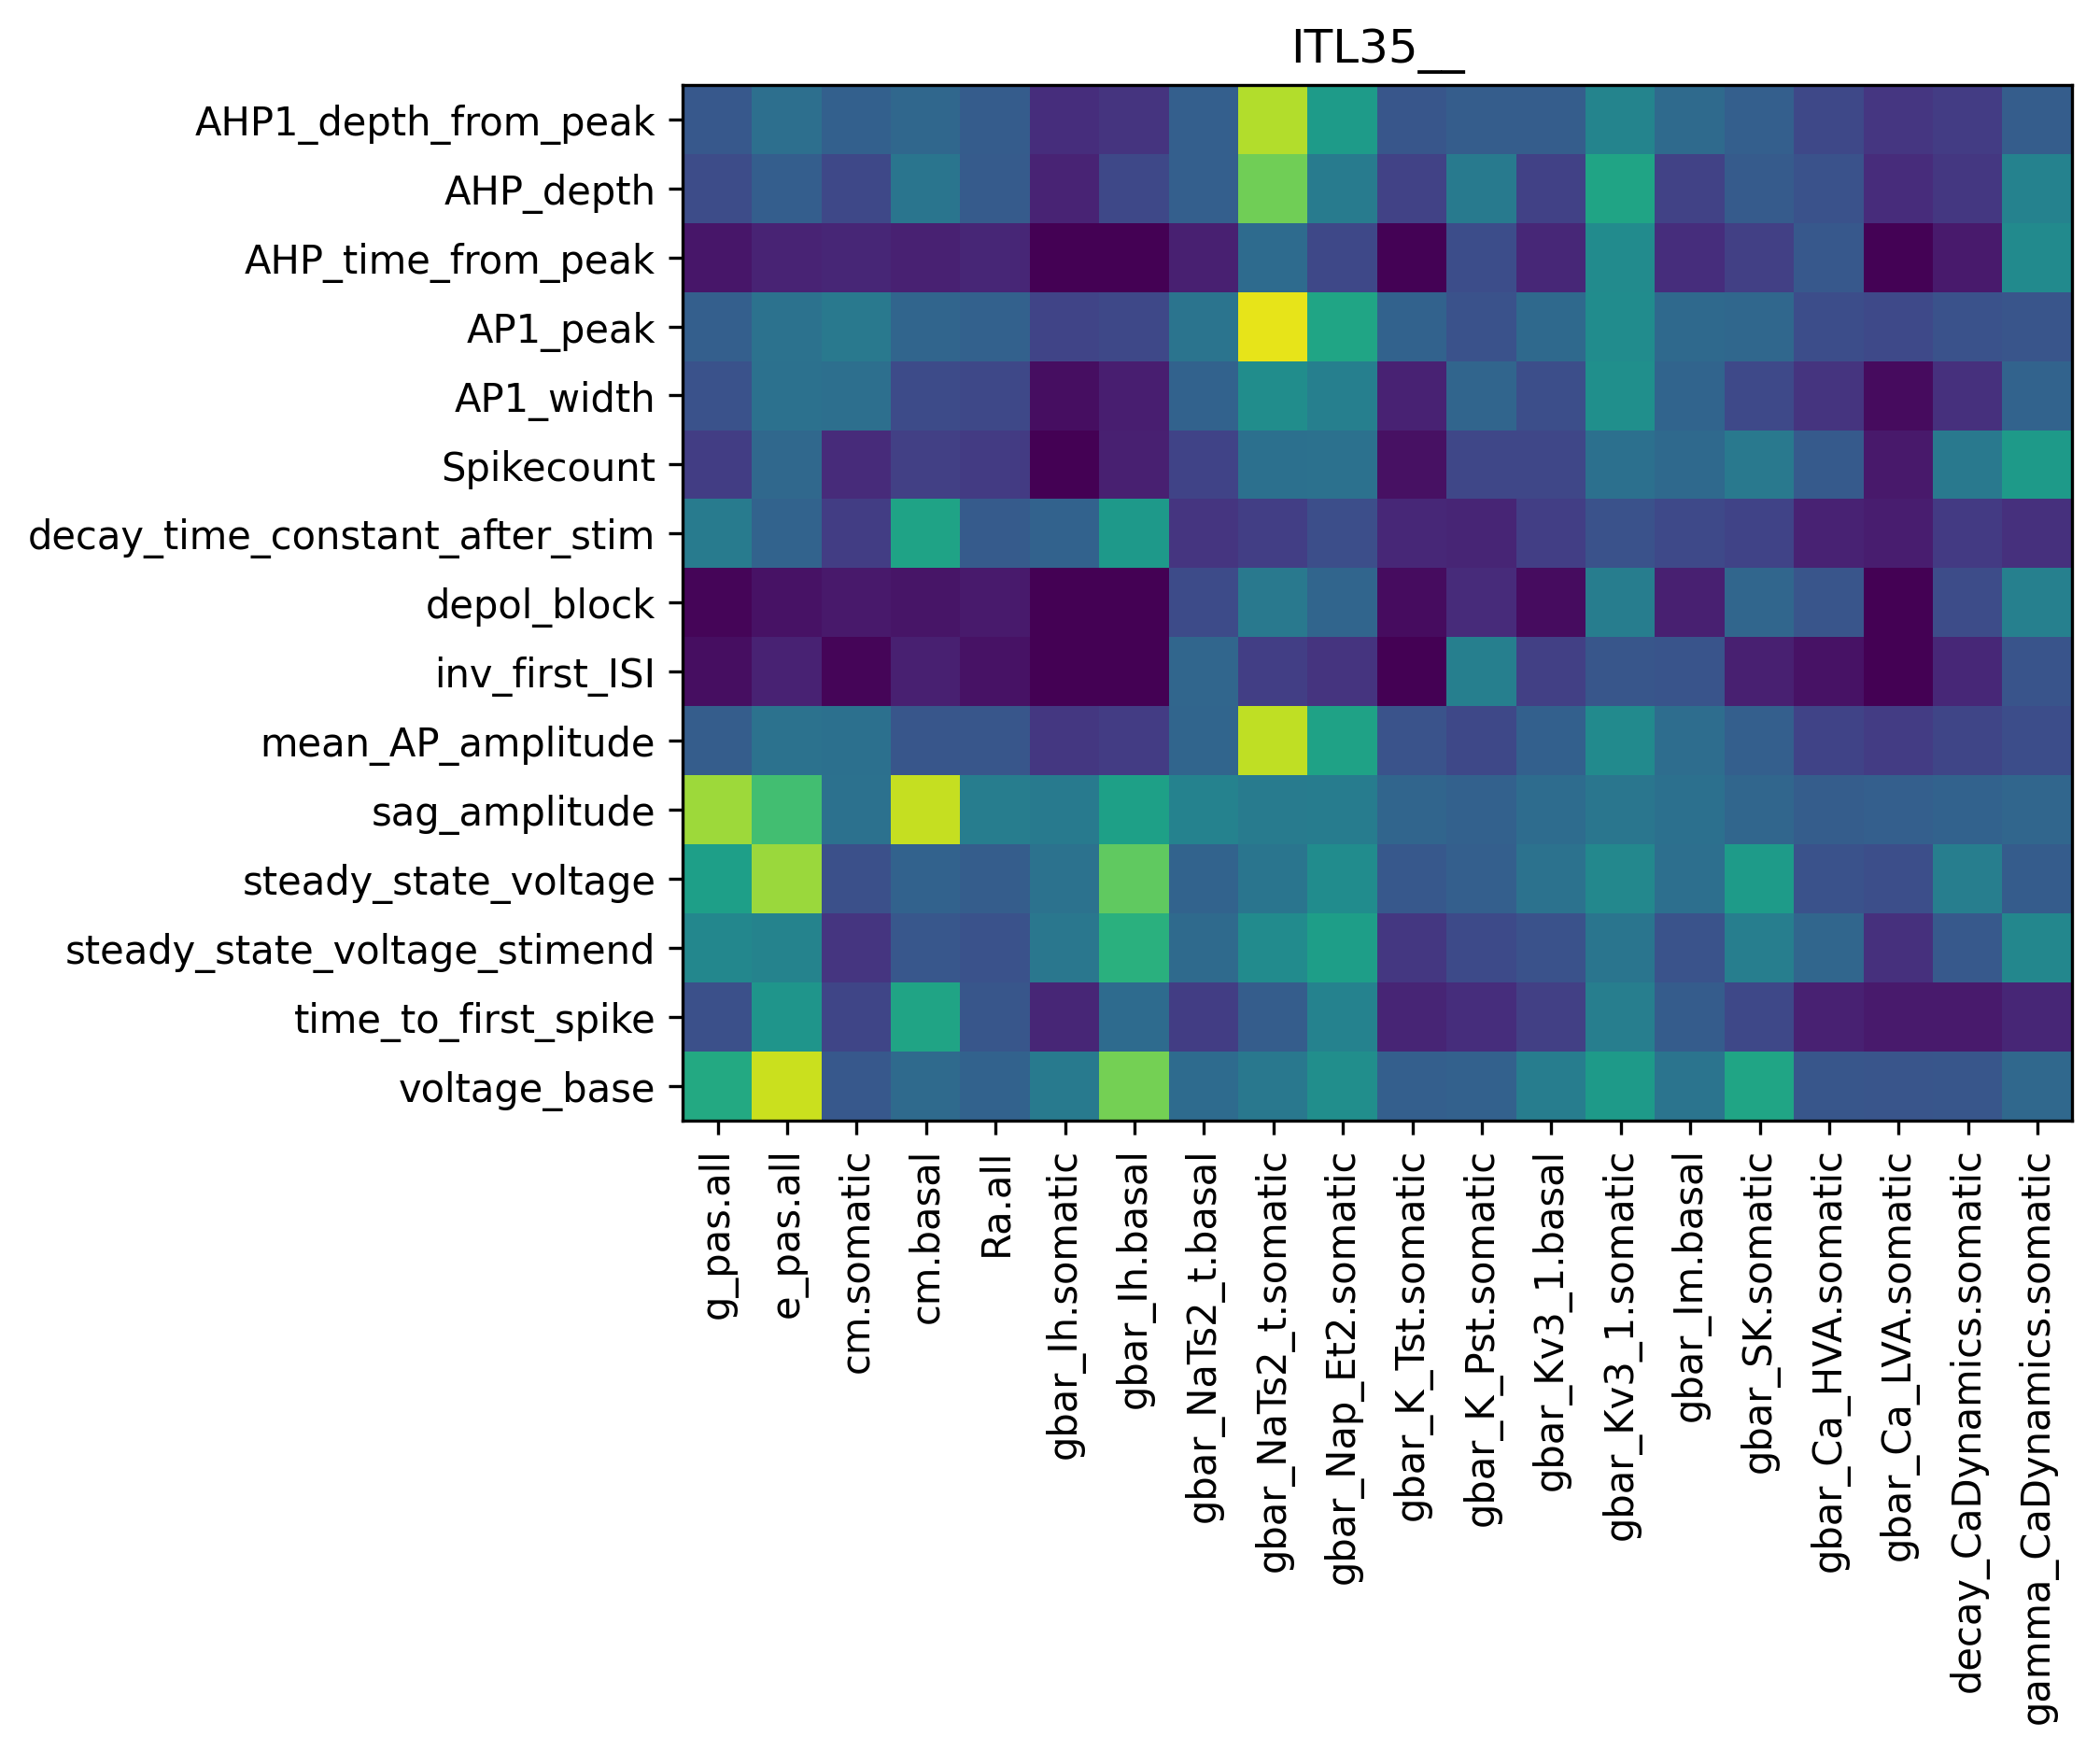 ITL35__
AHP1_depth_from_peak
AHP_depth
AHP_time_from_peak
AP1_peak
AP1_width
Spikecount
decay_time_constant_after_stim
depol_block
inv_first_ISI
mean_AP_amplitude
sag_amplitude
steady_state_voltage
steady_state_voltage_stimend
time_to_first_spike
voltage_base
g_pas.all
e_pas.all
cm.somatic
cm.basal
Ra.all
gbar_Ih.somatic
gbar_Ih.basal
gbar_NaTs2_t.basal
gbar_NaTs2_t.somatic
gbar_Nap_Et2.somatic
gbar_K_Tst.somatic
gbar_K_Pst.somatic
gbar_Kv3_1.basal
gbar_Kv3_1.somatic
gbar_Im.basal
gbar_SK.somatic
gbar_Ca_HVA.somatic
gbar_Ca_LVA.somatic
decay_CaDynamics.somatic
gamma_CaDynamics.somatic